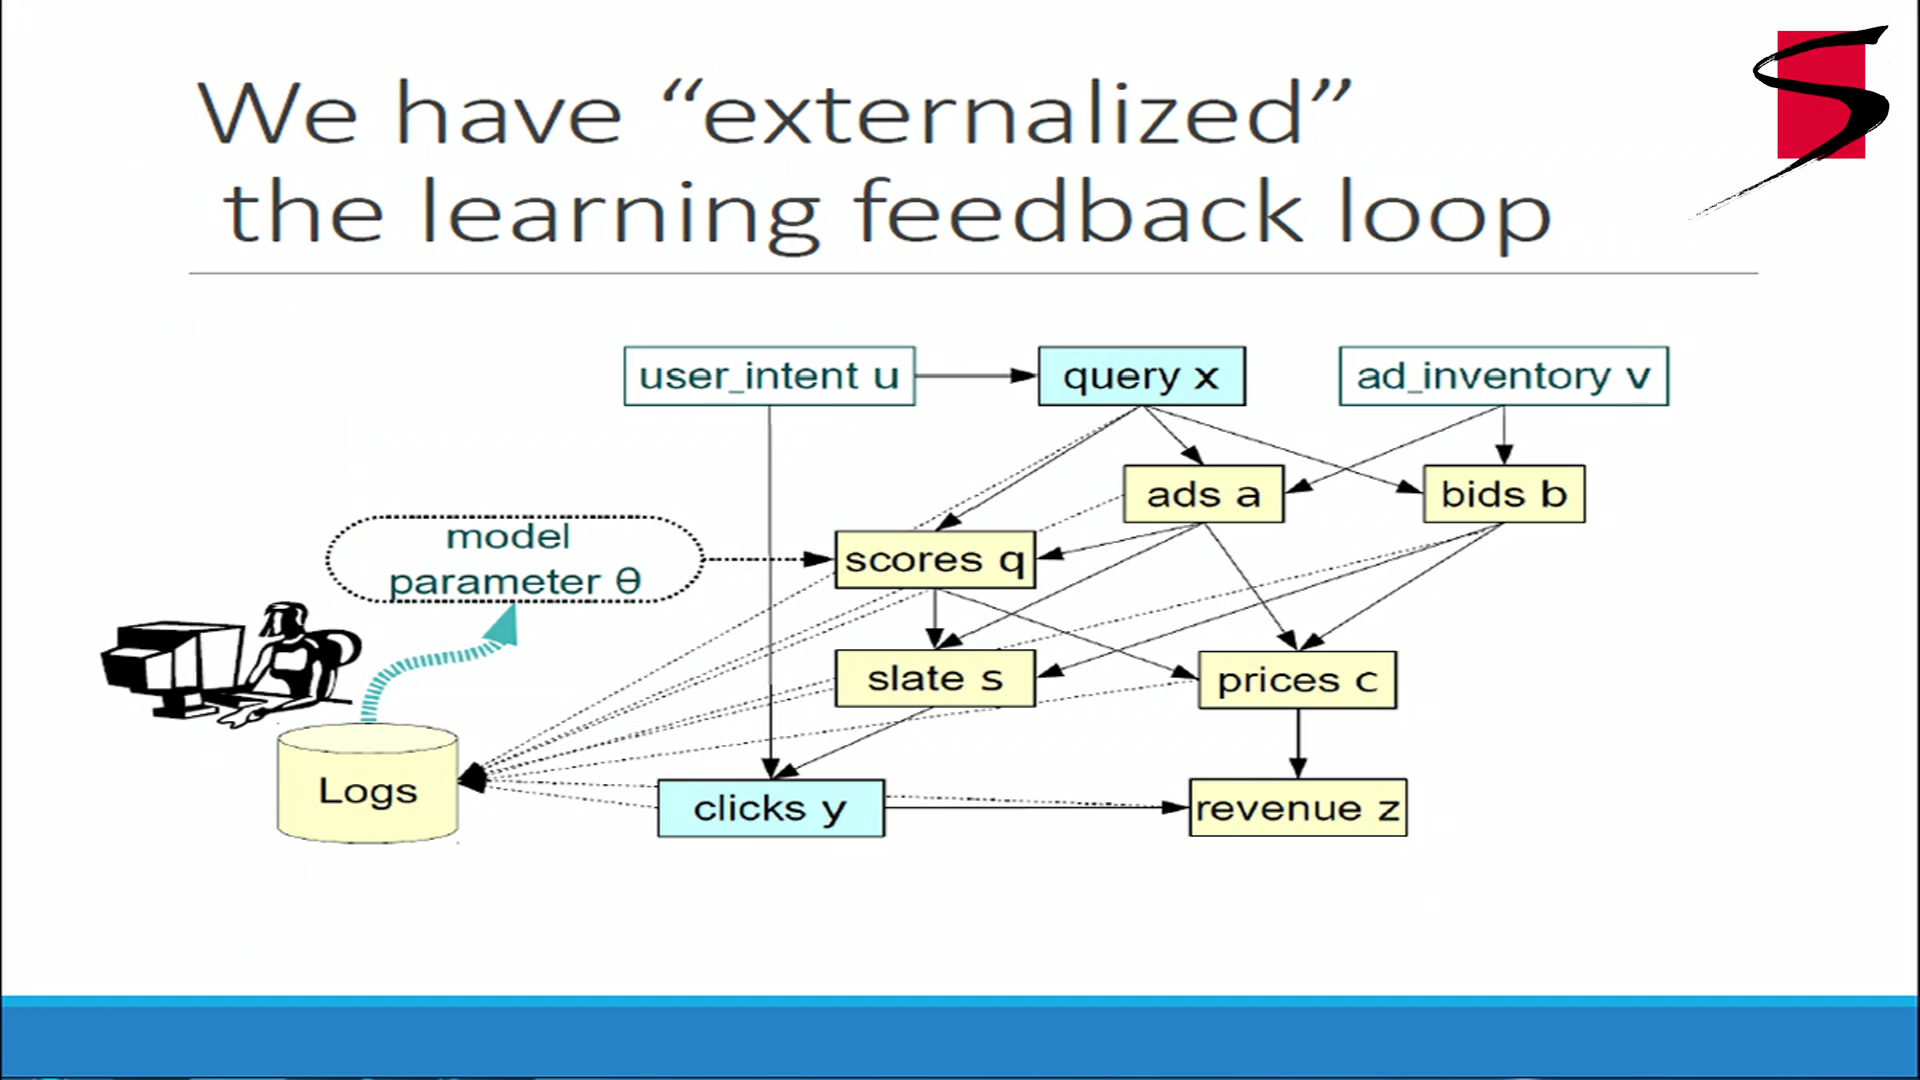 We have “externalized”
the learning feedback loop
user_intent u
query x
ad_inventory v
ads a
bids b
model
parameter θ
scores q
slate s
prices c
Logs
clicks y
revenue z